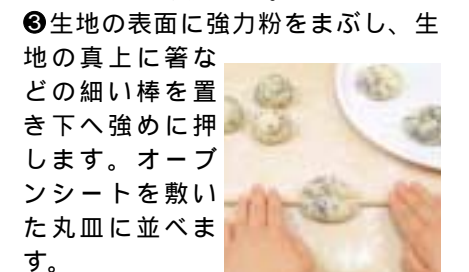 ❸生地の表面に強力粉をまぶし、生
地の真上に箸な
どの細い棒を置
き下へ強めに押
します。オーブ
ンシートを敷い
た丸皿に並べま
す。